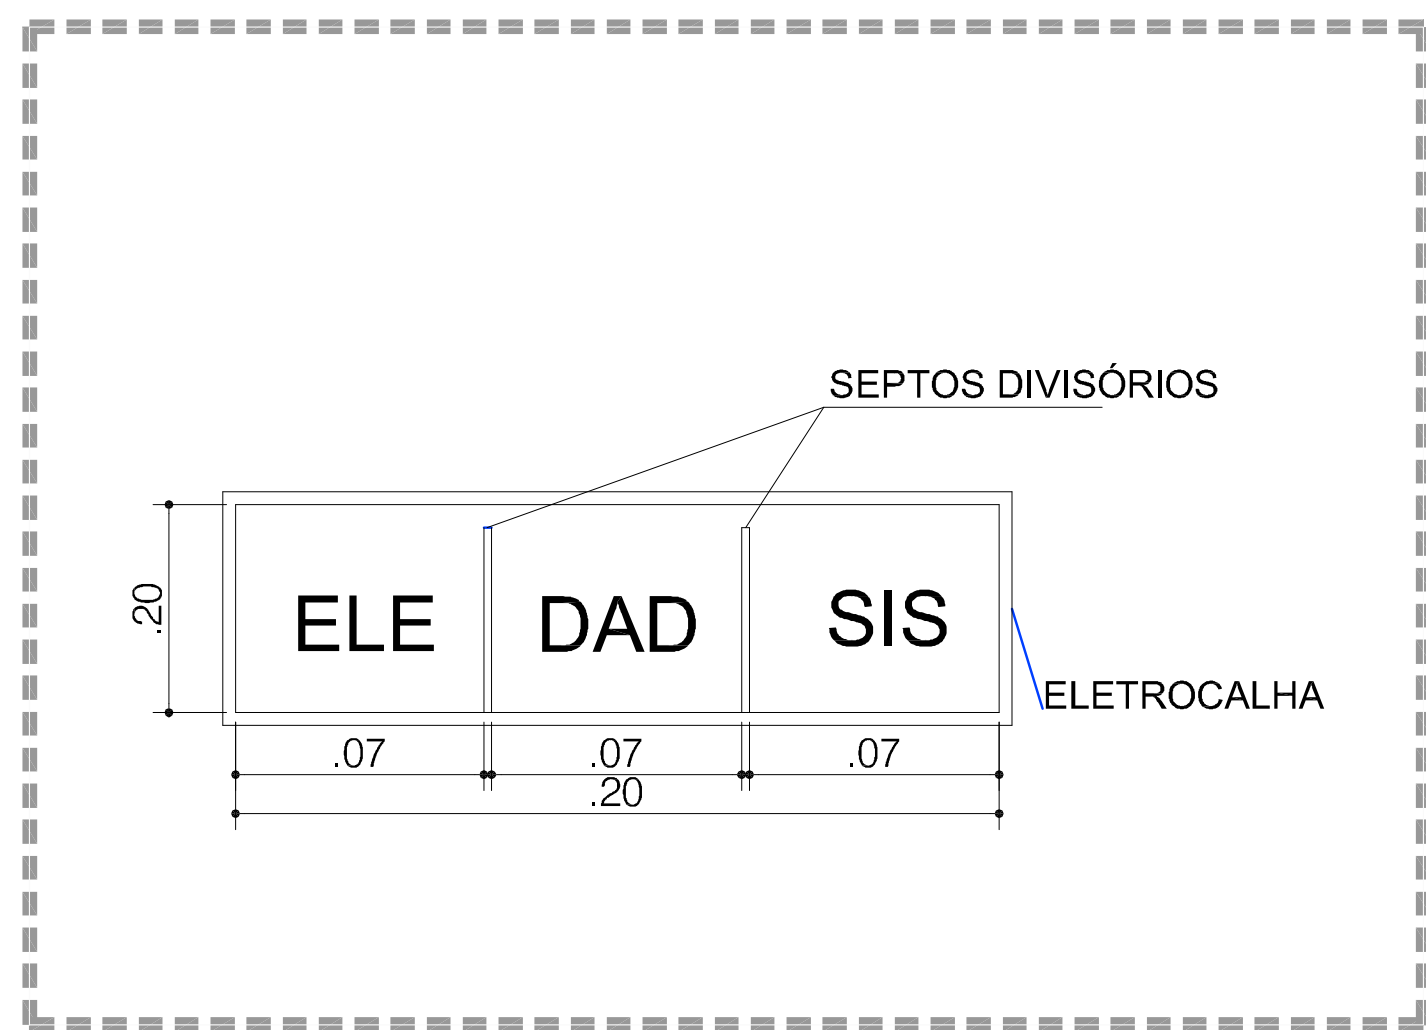 SEPTOS DIVISÓRIOS
.20
ELE
DAD
SIS
ELETROCALHA
.07
.07
.07
.20